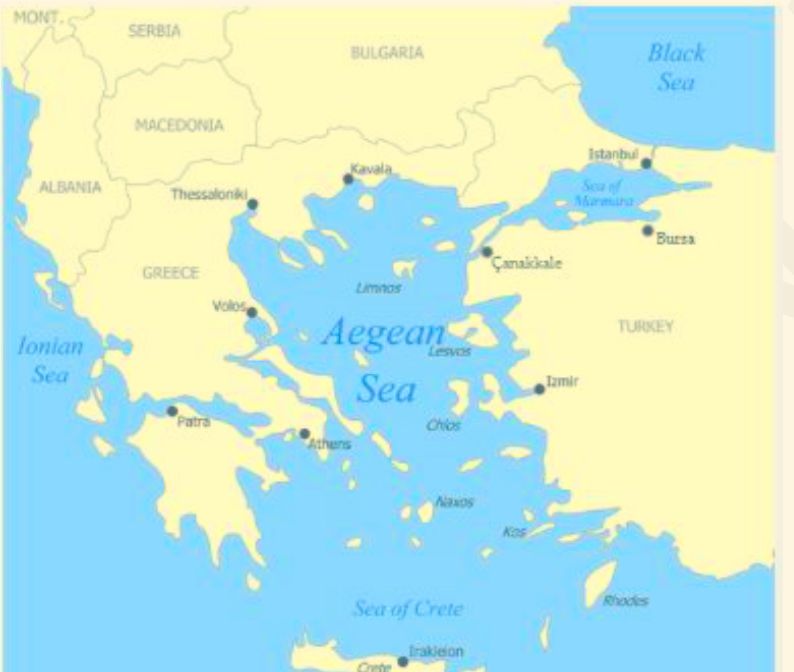 MONT.
SERBIA
BULGARIA
Black
Sea
MACEDONIA
Istanbul
Kavala
ALBANIA
Thessaloniki
Sea of
Marmara
Bursa
Çanakkale
GREECE
Limnos
Volos
TURKEY
Aegean
Sea
Ionian
Sea
Lesvos
Izmir
Patra
Chios
Athens
Naxos
Kos
Rhodes
Sea of Crete
Irakleion
Crete